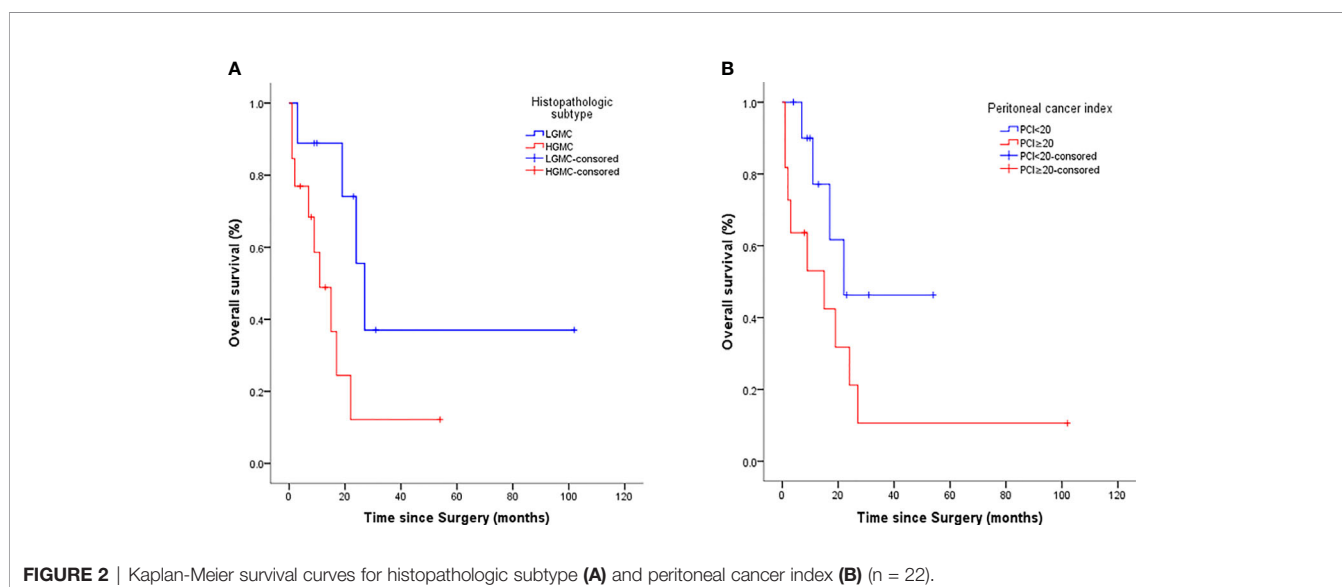 A
Histopathologic
subtype
LGMC
HGMC
LGMC-consored
HGMC-consored
Overall survival (%)
1.0
0.8
0.6
0.4
0.2
0.0
0 20 40 60 80 100 120
Time since Surgery (months)
B
Peritoneal cancer index
PCI<20
PCI≥20
PCI<20-consored
PCI≥20-consored
Overall survival (%)
1.0
0.8
0.6
0.4
0.2
0.0
0 20 40 60 80 100 120
Time since Surgery (months)
FIGURE 2 | Kaplan-Meier survival curves for histopathologic subtype (A) and peritoneal cancer index (B) (n = 22).